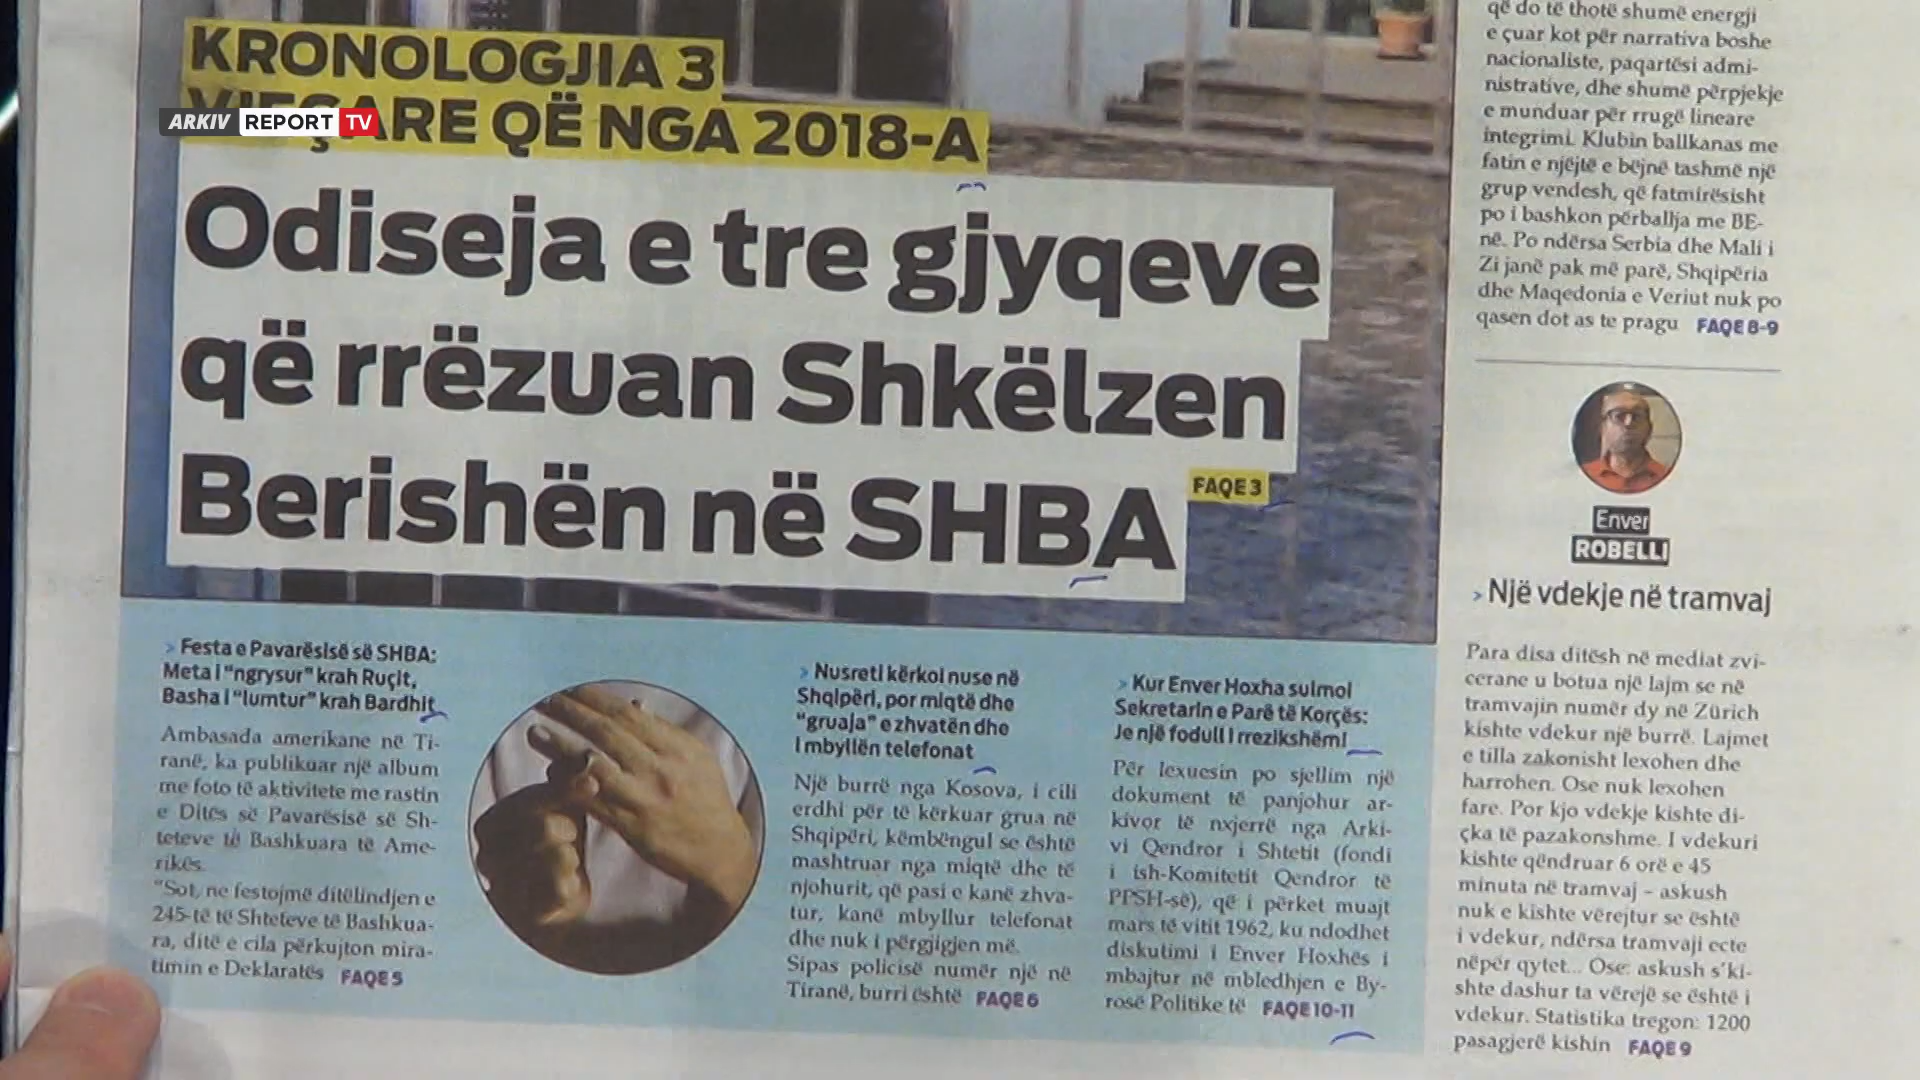 KRONOLOGJIA 3
ARKIV REPORT TV
VJEÇARE QË NGA 2018-A
Odiseja e tre gjyqeve
që rrëzuan Shkëlzen
Berishën në SHBA
FAQE 3
› Festa e Pavarësisë së SHBA:
Meta i “ngrysur” krah Ruçit,
Basha i “lumtur” krah Bardhit
Ambasada amerikane në Ti-
ranë, ka publikuar një album
me foto të aktivitete me rastin
e Ditës së Pavarësisë së Sh-
teteve të Bashkuara të Ame-
rikës.
“Sot, ne festojmë ditëlindjen e
245-të të Shteteve të Bashkua-
ra, ditë e cila përkujton mira-
timin e Deklaratës FAQE 5
› Nusreti kërkoi nuse në
Shqipëri, por miqtë dhe
“gruaja” e zhvatën dhe
i mbyllën telefonat
Një burrë nga Kosova, i cili
erdhi për të kërkuar grua në
Shqipëri, këmbëngul se është
mashtruar nga miqtë dhe të
njohurit, që pasi e kanë zhva-
tur, kanë mbyllur telefonat
dhe nuk i përgjigjen më.
Sipas policisë numër një në
Tiranë, burri është FAQE 6
› Kur Enver Hoxha sulmoi
Sekretarin e Parë të Korçës:
Je një fodull i rrezikshëm!
Për lexuesin po sjellim një
dokument të panjohur ar-
kivor të nxjerrë nga Arki-
vi Qendror i Shtetit (fondi
i ish-Komitetit Qendror të
PPSH-së), që i përket muajt
mars të vitit 1962, ku ndodhet
diskutimi i Enver Hoxhës i
mbajtur në mbledhjen e By-
rosë Politike të FAQE 10-11
që do të thotë shumë energji
e çuar kot për narrativa boshe
nacionaliste, paqartësi admi-
nistrative, dhe shumë përpjekje
e munduar për rrugë lineare
integrimi. Klubin ballkanas me
fatin e njëjtë e bëjnë tashmë një
grup vendesh, që fatmirësisht
po i bashkon përballja me BE-
në. Po ndërsa Serbia dhe Mali i
Zi janë pak më parë, Shqipëria
dhe Maqedonia e Veriut nuk po
qasen dot as te pragu FAQE 8-9
Enver
ROBELLI
› Një vdekje në tramvaj
Para disa ditësh në mediat zvi-
cerane u botua një lajm se në
tramvajin numër dy në Zürich
kishte vdekur një burrë. Lajmet
e tilla zakonisht lexohen dhe
harrohen. Ose nuk lexohen
fare. Por kjo vdekje kishte di-
çka të pazakonshme. I vdekuri
kishte qëndruar 6 orë e 45
minuta në tramvaj – askush
nuk e kishte vërejtur se është
i vdekur, ndërsa tramvaji ecte
nëpër qytet... Ose: askush s’ki-
shte dashur ta vërejë se është i
vdekur. Statistika tregon: 1200
pasagjerë kishin FAQE 9